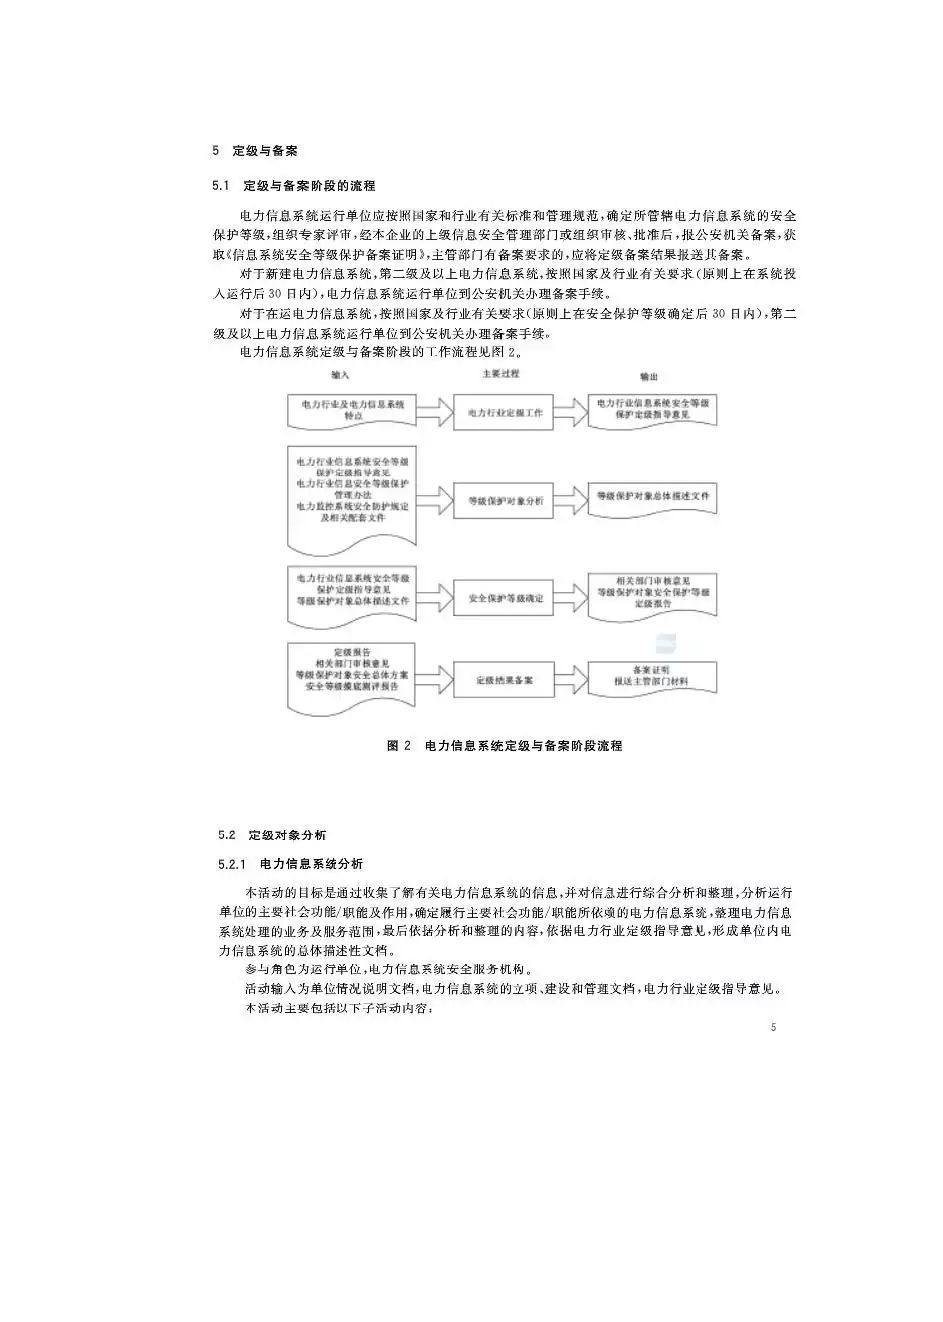 5 定级与备案
5.1 定级与备案阶段的流程
电力信息系统运行单位应按照国家和行业有关标准和管理规范,确定所管辖电力信息系统的安全
保护等级,组织专家评审,经本企业的上级信息安全管理部门或组织审核、批准后,报公安机关备案,获
取《信息系统安全等级保护备案证明》,主管部门有备案要求的,应将定级备案结果报送其备案。
对于新建电力信息系统,第二级及以上电力信息系统,按照国家及行业有关要求(原则上在系统投
入运行后 30 日内),电力信息系统运行单位到公安机关办理备案手续。
对于在运电力信息系统,按照国家及行业有关要求(原则上在安全保护等级确定后 30 日内),第二
级及以上电力信息系统运行单位到公安机关办理备案手续。
电力信息系统定级与备案阶段的工作流程见图 2。
输入 主要过程 输出
电力行业及电力信息系统
特点
电力行业定级工作
电力行业信息系统安全等级
保护定级指导意见
电力行业信息系统安全等级
保护定级指导意见
电力行业信息安全等级保护
管理办法
电力监控系统安全防护规定
及相关配套文件
等级保护对象分析
等级保护对象总体描述文件
电力行业信息系统安全等级
保护定级指导意见
等级保护对象总体描述文件
安全保护等级确定
相关部门审核意见
等级保护对象安全保护等级
定级报告
定级报告
相关部门审核意见
等级保护对象安全总体方案
安全等级摸底测评报告
定级结果备案
备案证明
报送主管部门材料
图 2 电力信息系统定级与备案阶段流程
5.2 定级对象分析
5.2.1 电力信息系统分析
本活动的目标是通过收集了解有关电力信息系统的信息,并对信息进行综合分析和整理,分析运行
单位的主要社会功能/职能及作用,确定履行主要社会功能/职能所依赖的电力信息系统,整理电力信息
系统处理的业务及服务范围,最后依据分析和整理的内容,依据电力行业定级指导意见,形成单位内电
力信息系统的总体描述性文档。
参与角色为运行单位,电力信息系统安全服务机构。
活动输入为单位情况说明文档,电力信息系统的立项、建设和管理文档,电力行业定级指导意见。
本活动主要包括以下子活动内容:
5